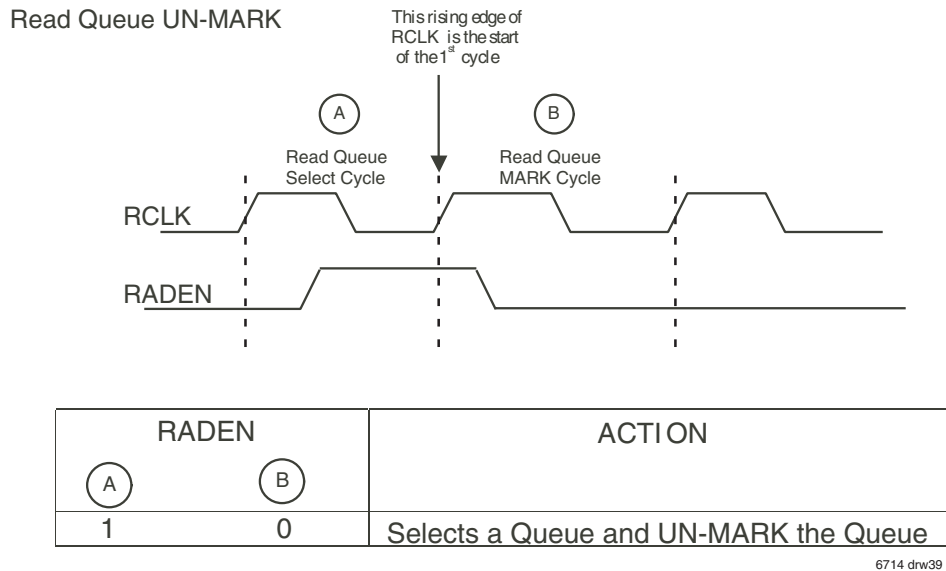 Read Queue UN-MARK
This rising edge of
RCLK is the start
of the 1st cycle
A
B
Read Queue
Select Cycle
Read Queue
MARK Cycle
RCLK
RADEN
RADEN
ACTION
A
B
1
0
Selects a Queue and UN-MARK the Queue
6714 drw39